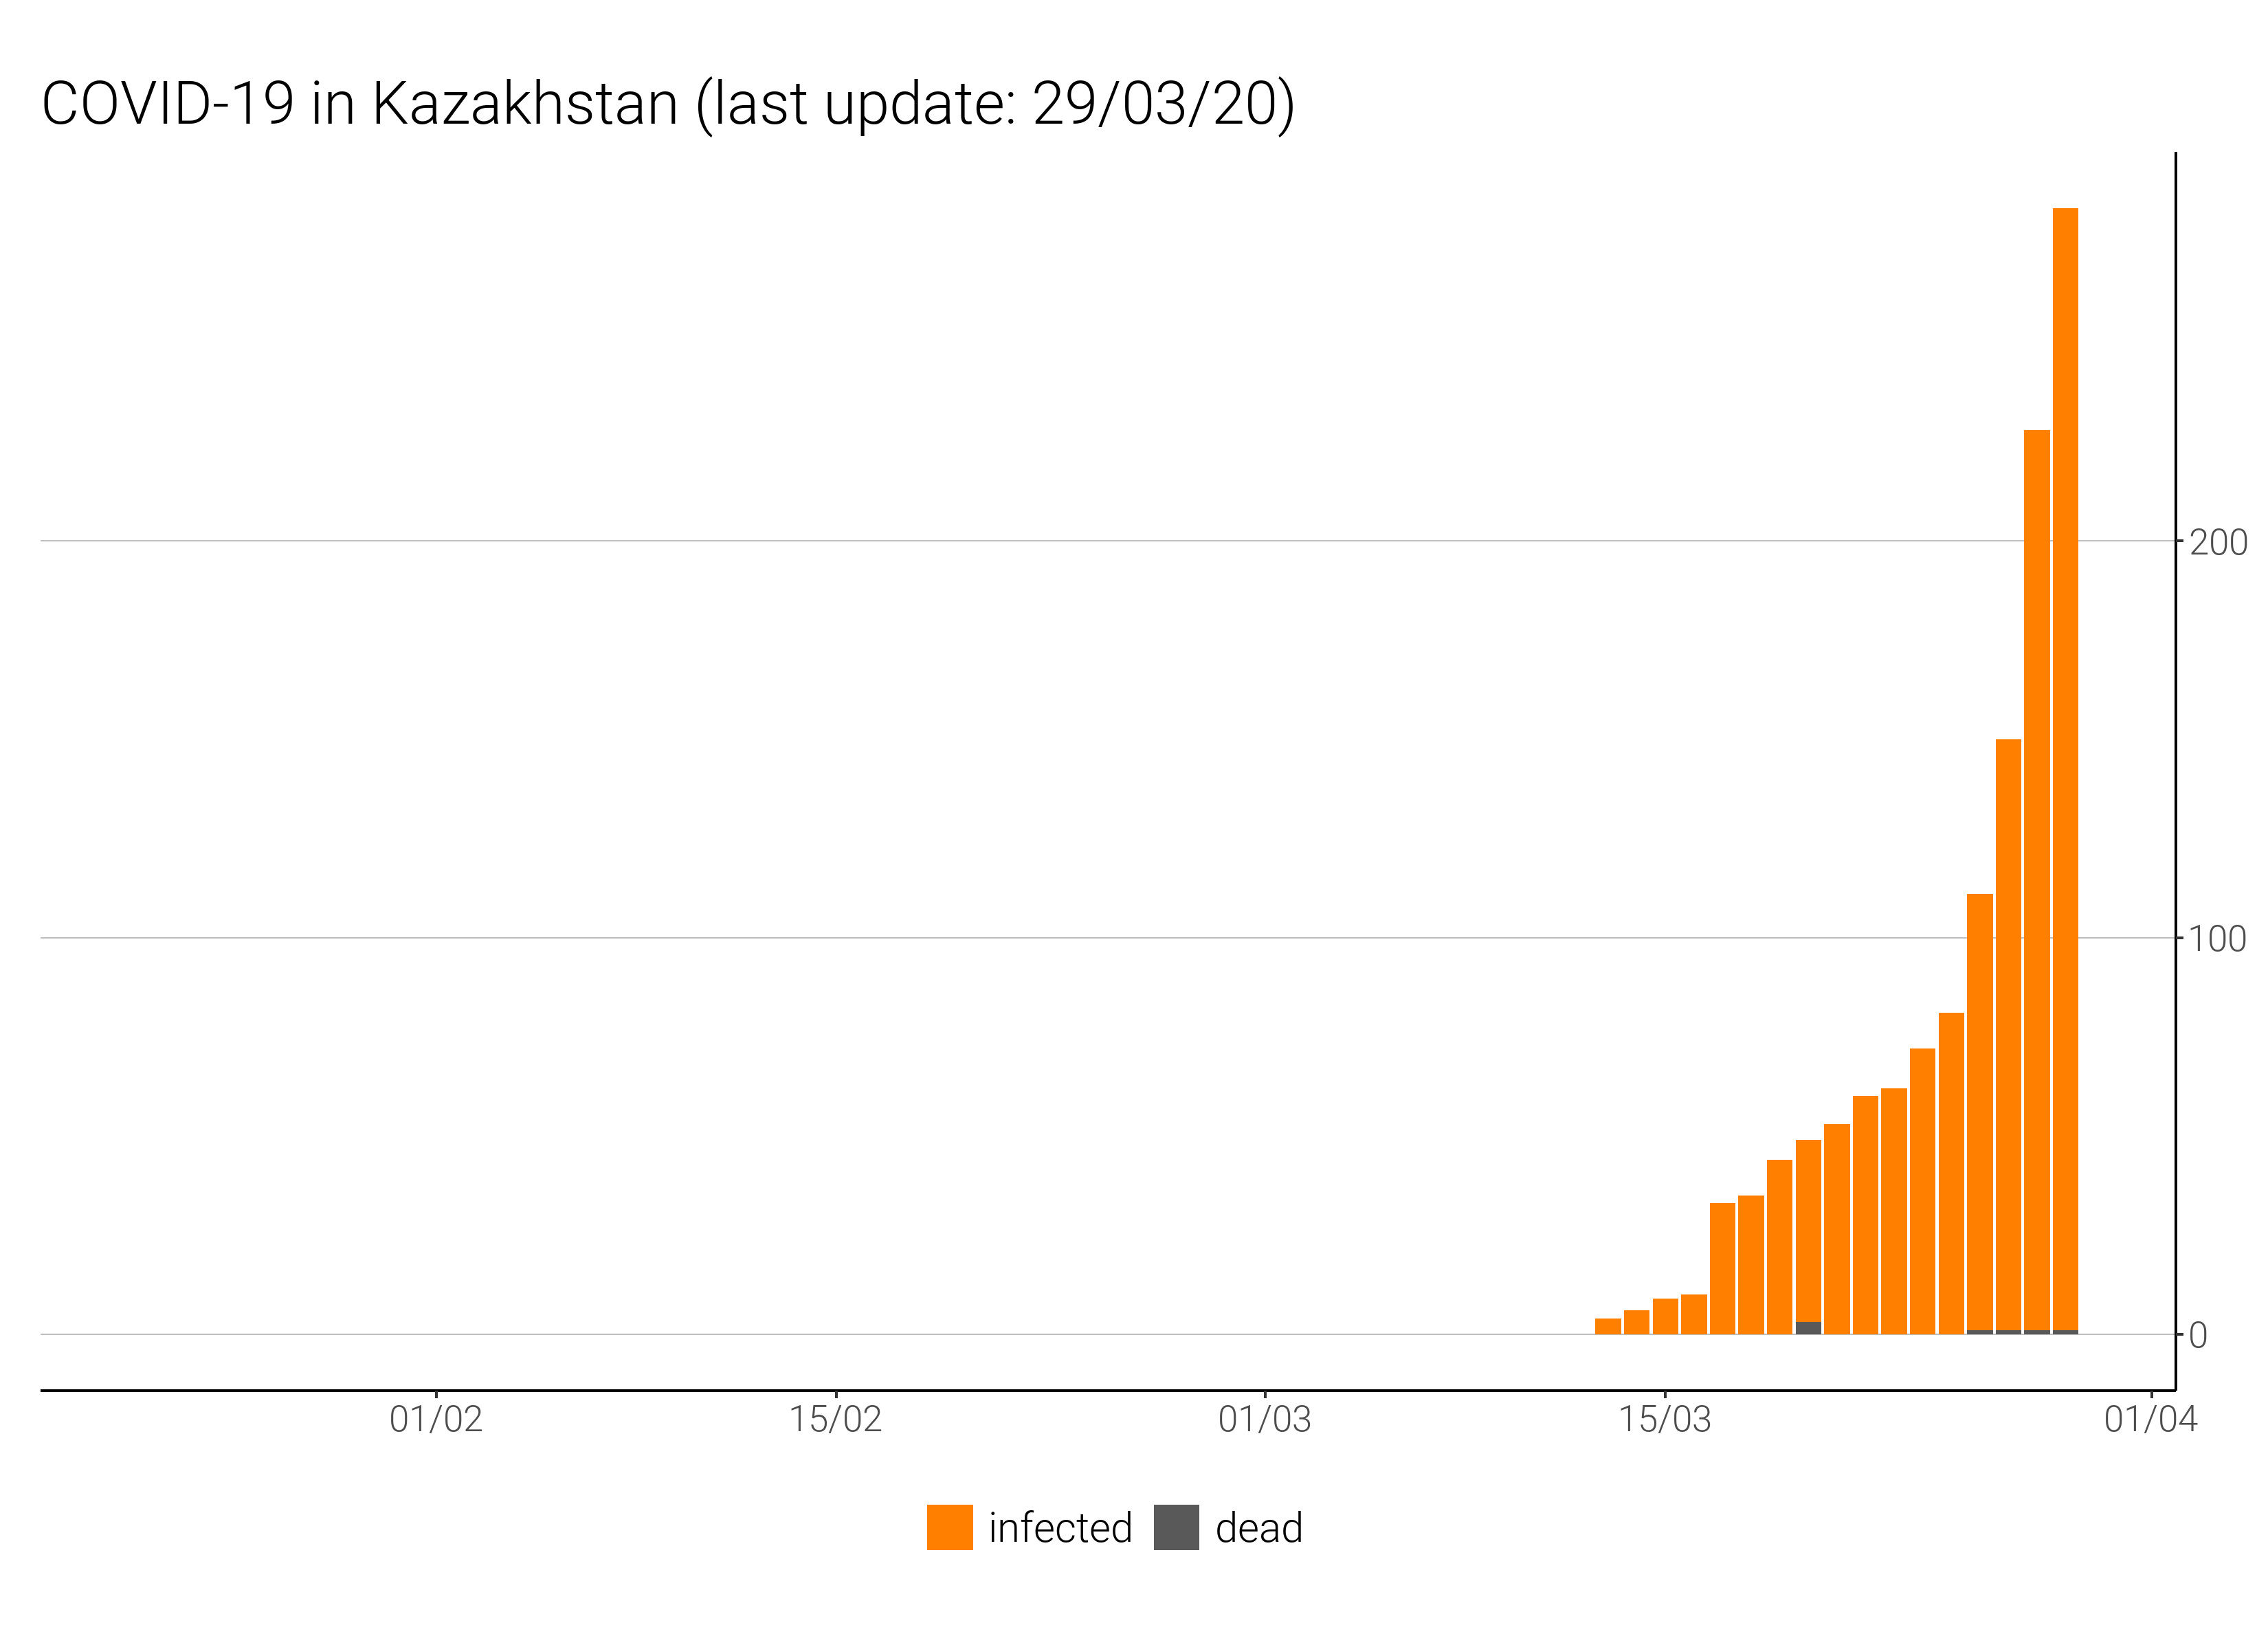 COVID-19 in Kazakhstan (last update: 29/03/20)
200
100
0
01/02 15/02 01/03 15/03 01/04
infected dead